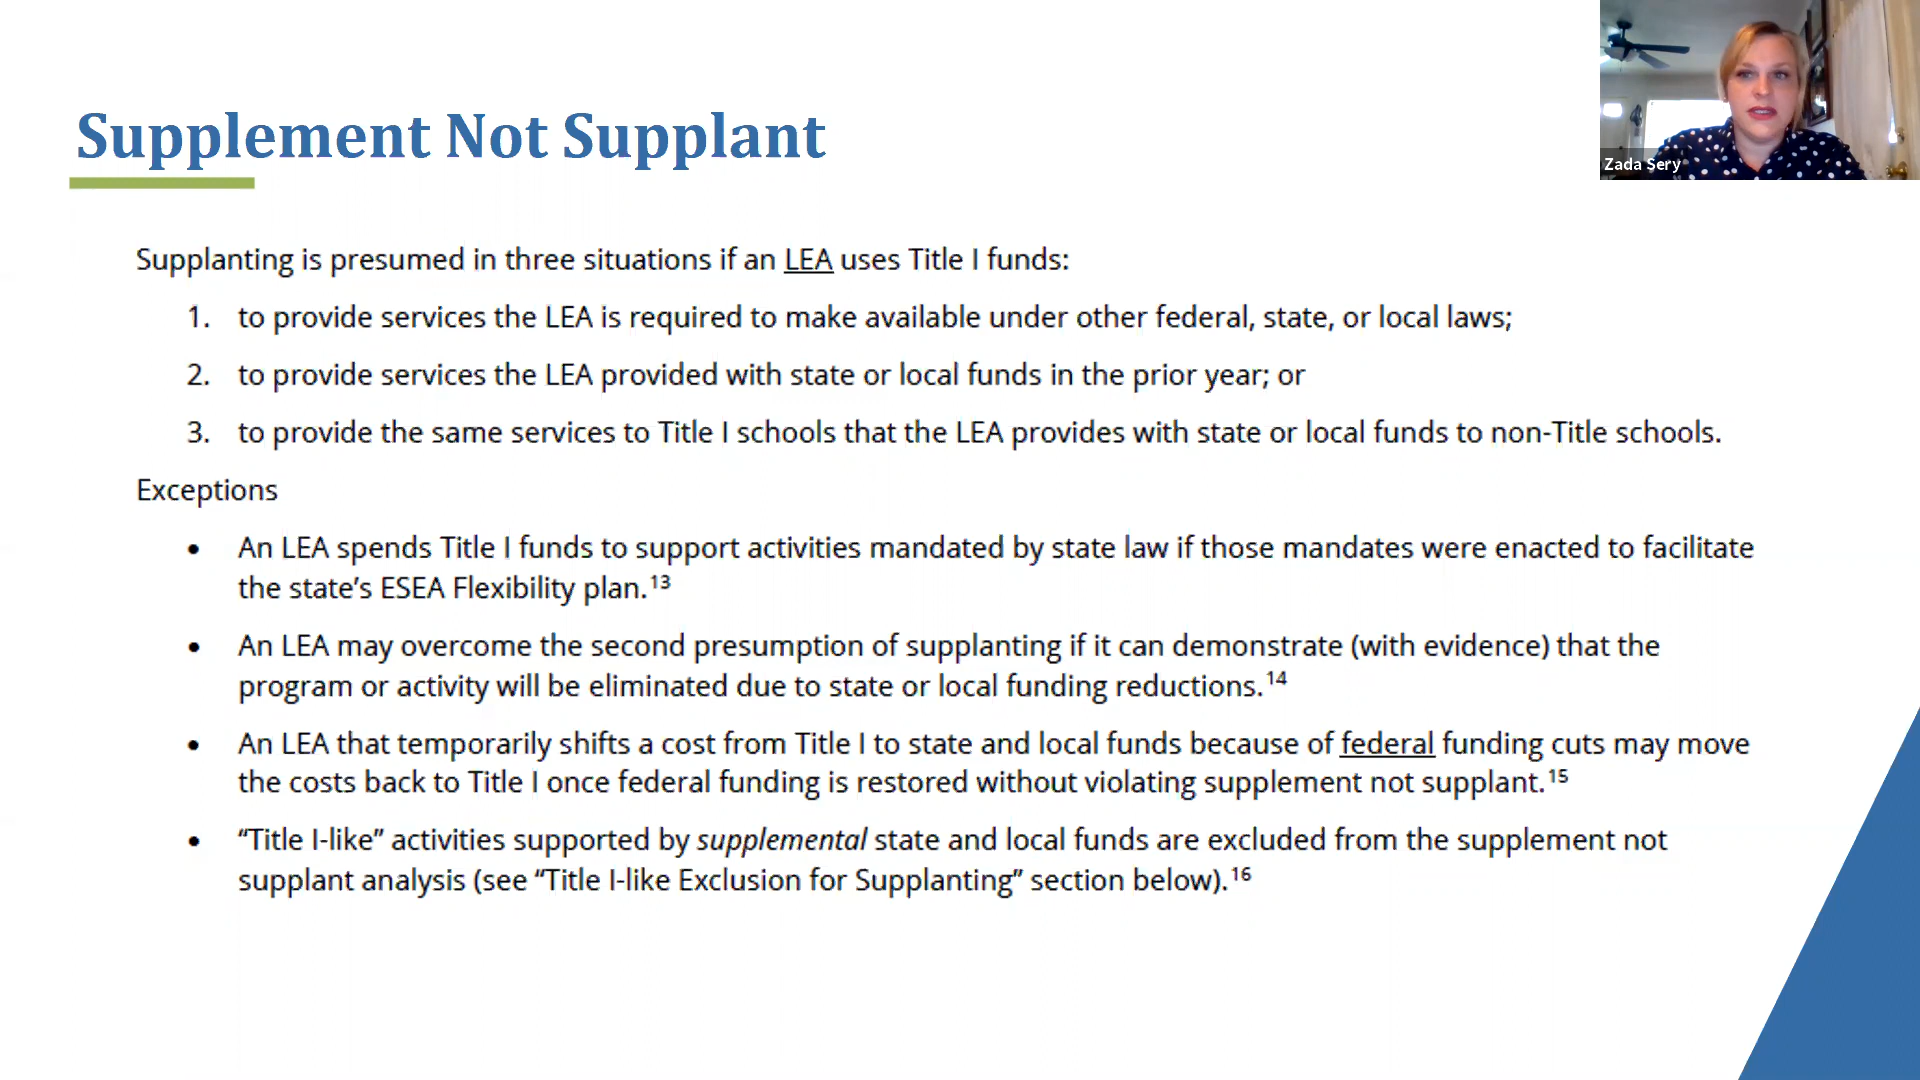 Supplement Not Supplant
Zada Sery
Supplanting is presumed in three situations if an LEA uses Title I funds:
1. to provide services the LEA is required to make available under other federal, state, or local laws;
2. to provide services the LEA provided with state or local funds in the prior year; or
3. to provide the same services to Title I schools that the LEA provides with state or local funds to non-Title schools.
Exceptions
• An LEA spends Title I funds to support activities mandated by state law if those mandates were enacted to facilitate
the state’s ESEA Flexibility plan.¹³
• An LEA may overcome the second presumption of supplanting if it can demonstrate (with evidence) that the
program or activity will be eliminated due to state or local funding reductions.¹⁴
• An LEA that temporarily shifts a cost from Title I to state and local funds because of federal funding cuts may move
the costs back to Title I once federal funding is restored without violating supplement not supplant.¹⁵
• “Title I-like” activities supported by supplemental state and local funds are excluded from the supplement not
supplant analysis (see “Title I-like Exclusion for Supplanting” section below).¹⁶